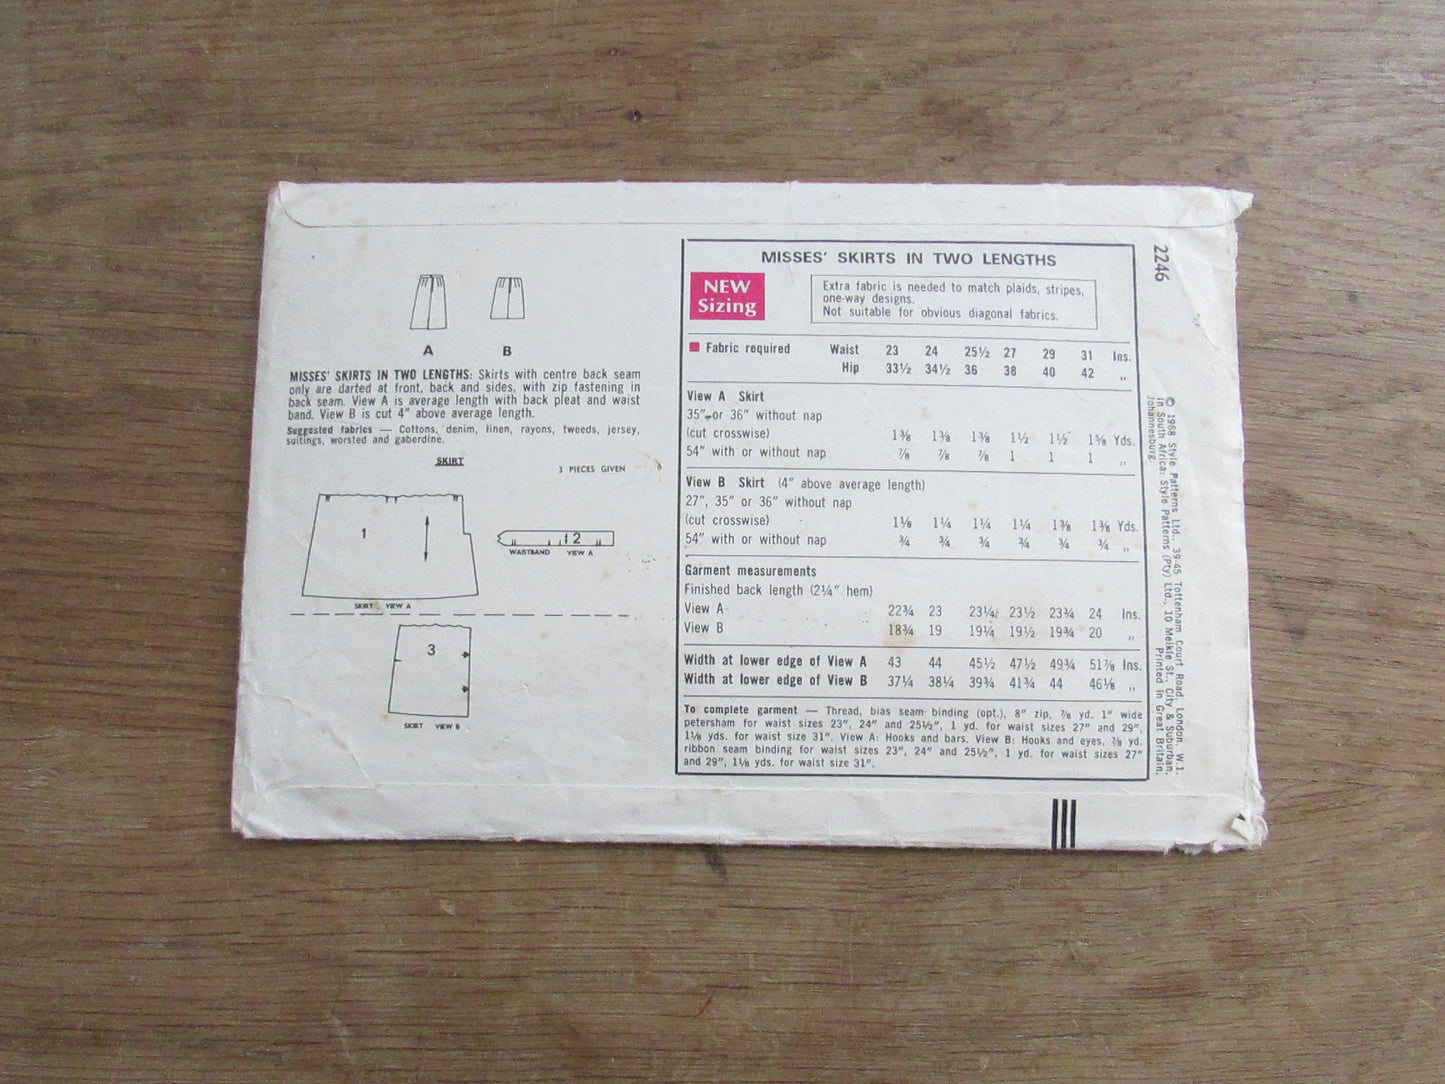 A B
MISSES' SKIRTS IN TWO LENGTHS: Skirts with centre back seam
only are darted at front, back and sides, with zip fastening in
back seam. View A is average length with back pleat and waist
band. View B is cut 4" above average length.
Suggested fabrics — Cottons, denim, linen, rayons, tweeds, jersey,
suitings, worsted and gaberdine.
SKIRT
3 PIECES GIVEN
1
SKIRT VIEW A
2
WAISTBAND VIEW A
3
SKIRT VIEW B
MISSES' SKIRTS IN TWO LENGTHS
NEW
Sizing
Extra fabric is needed to match plaids, stripes,
one-way designs.
Not suitable for obvious diagonal fabrics.
Fabric required Waist 23 24 25½ 27 29 31 Ins.
Hip 33½ 34½ 36 38 40 42 "
View A Skirt
35" or 36" without nap
(cut crosswise) 1⅜ 1⅜ 1⅜ 1½ 1½ 1⅝ Yds.
54" with or without nap ⅞ ⅞ ⅞ 1 1 1 "
View B Skirt (4" above average length)
27", 35" or 36" without nap
(cut crosswise) 1⅛ 1¼ 1¼ 1¼ 1⅜ 1⅜ Yds.
54" with or without nap ¾ ¾ ¾ ¾ ¾ ¾ "
Garment measurements
Finished back length (2¼" hem)
View A 22¾ 23 23¼ 23½ 23¾ 24 Ins.
View B 18¾ 19 19¼ 19½ 19¾ 20 "
Width at lower edge of View A 43 44 45½ 47½ 49¾ 51⅞ Ins.
Width at lower edge of View B 37¼ 38¼ 39¾ 41¾ 44 46⅛ "
To complete garment — Thread, bias seam binding (opt.), 8" zip, ⅞ yd. 1" wide
petersham for waist sizes 23", 24" and 25½", 1 yd. for waist sizes 27" and 29",
1⅛ yds. for waist size 31". View A: Hooks and bars. View B: Hooks and eyes, ⅞ yd.
ribbon seam binding for waist sizes 23", 24" and 25½", 1 yd. for waist sizes 27"
and 29", 1⅛ yds. for waist size 31".
2246
© 1968 Style Patterns Ltd., 39-45 Tottenham Court Road, London, W.1.
in South Africa: Style Patterns (Pty) Ltd., 10 Meikle St., City & Suburban,
Johannesburg. Printed in Great Britain.